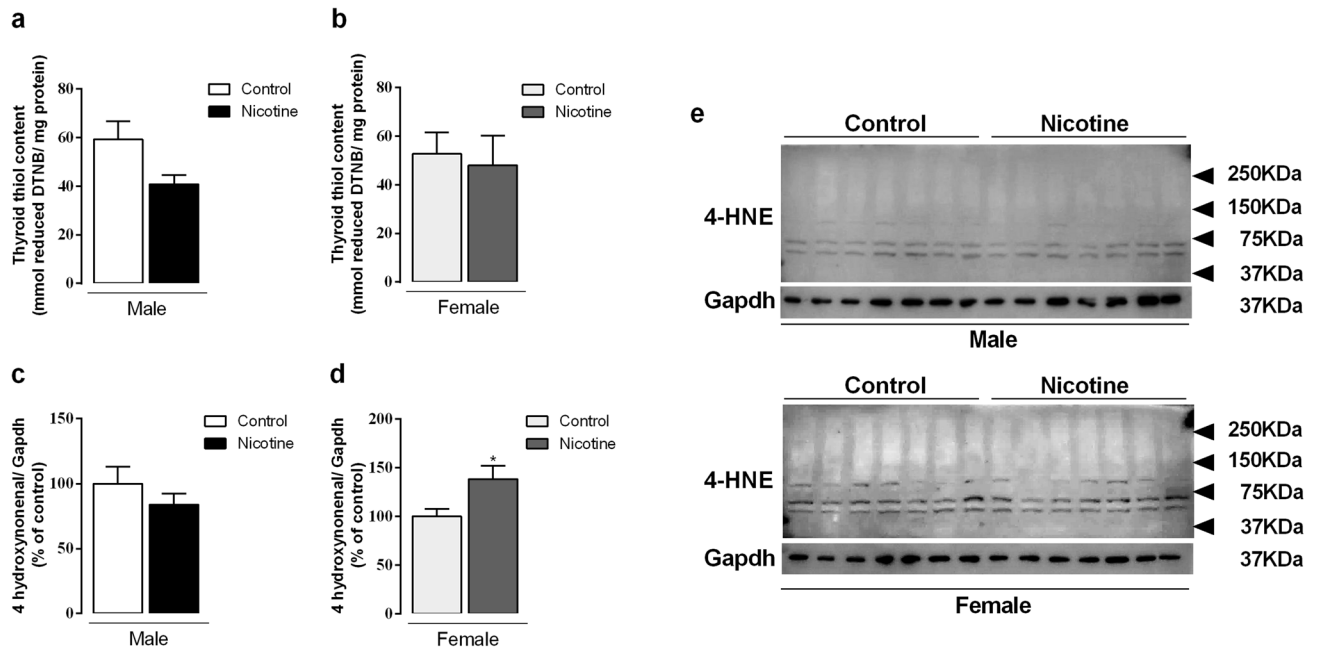 a
Thyroid thiol content
(mmol reduced DTNB/ mg protein)
80
60
40
20
0
Control
Nicotine
Male
b
Thyroid thiol content
(mmol reduced DTNB/ mg protein)
80
60
40
20
0
Control
Nicotine
Female
c
4 hydroxynonenal/ Gapdh
(% of control)
150
100
50
0
Control
Nicotine
Male
d
4 hydroxynonenal/ Gapdh
(% of control)
200
150
100
50
0
*
Control
Nicotine
Female
e
Control Nicotine
250KDa
150KDa
4-HNE
75KDa
37KDa
Gapdh 37KDa
Male
Control Nicotine
250KDa
150KDa
4-HNE
75KDa
37KDa
Gapdh 37KDa
Female